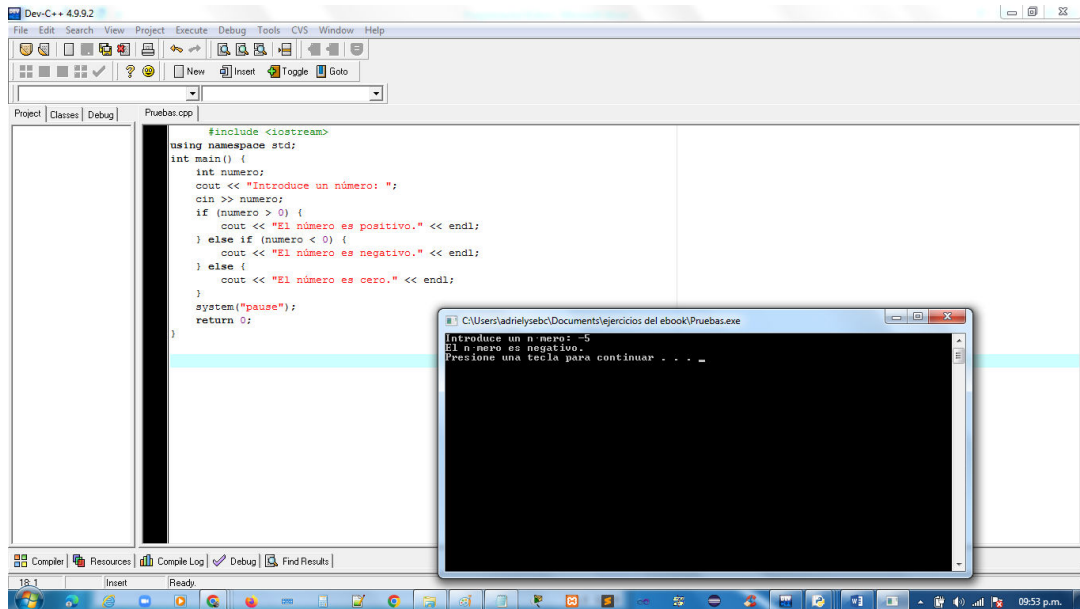 Dev-C++ 4.9.9.2
File Edit Search View Project Execute Debug Tools CVS Window Help
New Insert Toggle Goto
Project Classes Debug Pruebas.cpp
#include <iostream>
using namespace std;
int main() {
int numero;
cout << "Introduce un número: ";
cin >> numero;
if (numero > 0) {
cout << "El número es positivo." << endl;
} else if (numero < 0) {
cout << "El número es negativo." << endl;
} else {
cout << "El número es cero." << endl;
}
system("pause");
return 0;
}
C:\Users\adrielysebc\Documents\ejercicios del ebook\Pruebas.exe
Introduce un n·mero: -5
El n·mero es negativo.
Presione una tecla para continuar . . . _
Compiler Resources Compile Log Debug Find Results
18:1 Insert Ready.
09:53 p.m.